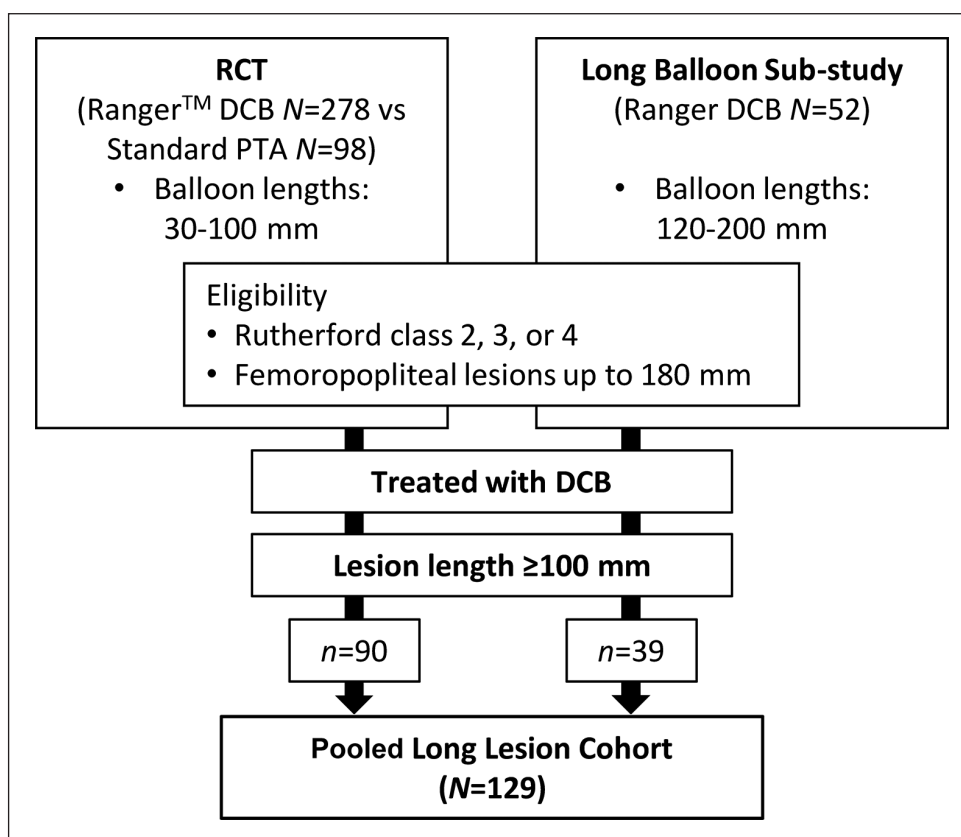 RCT
(Ranger™ DCB N=278 vs
Standard PTA N=98)
• Balloon lengths:
30-100 mm
Long Balloon Sub-study
(Ranger DCB N=52)
• Balloon lengths:
120-200 mm
Eligibility
• Rutherford class 2, 3, or 4
• Femoropopliteal lesions up to 180 mm
Treated with DCB
Lesion length ≥100 mm
n=90
n=39
Pooled Long Lesion Cohort
(N=129)